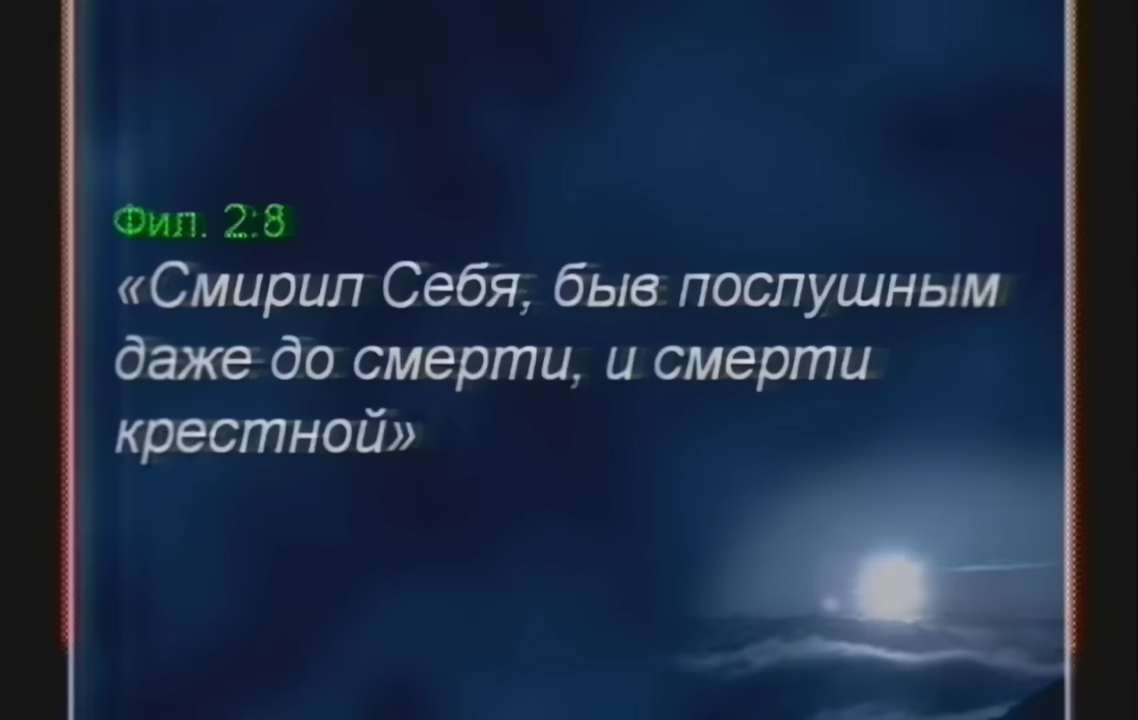 Фил. 2:8
«Смирил Себя, быв послушным
даже до смерти, и смерти
крестной»